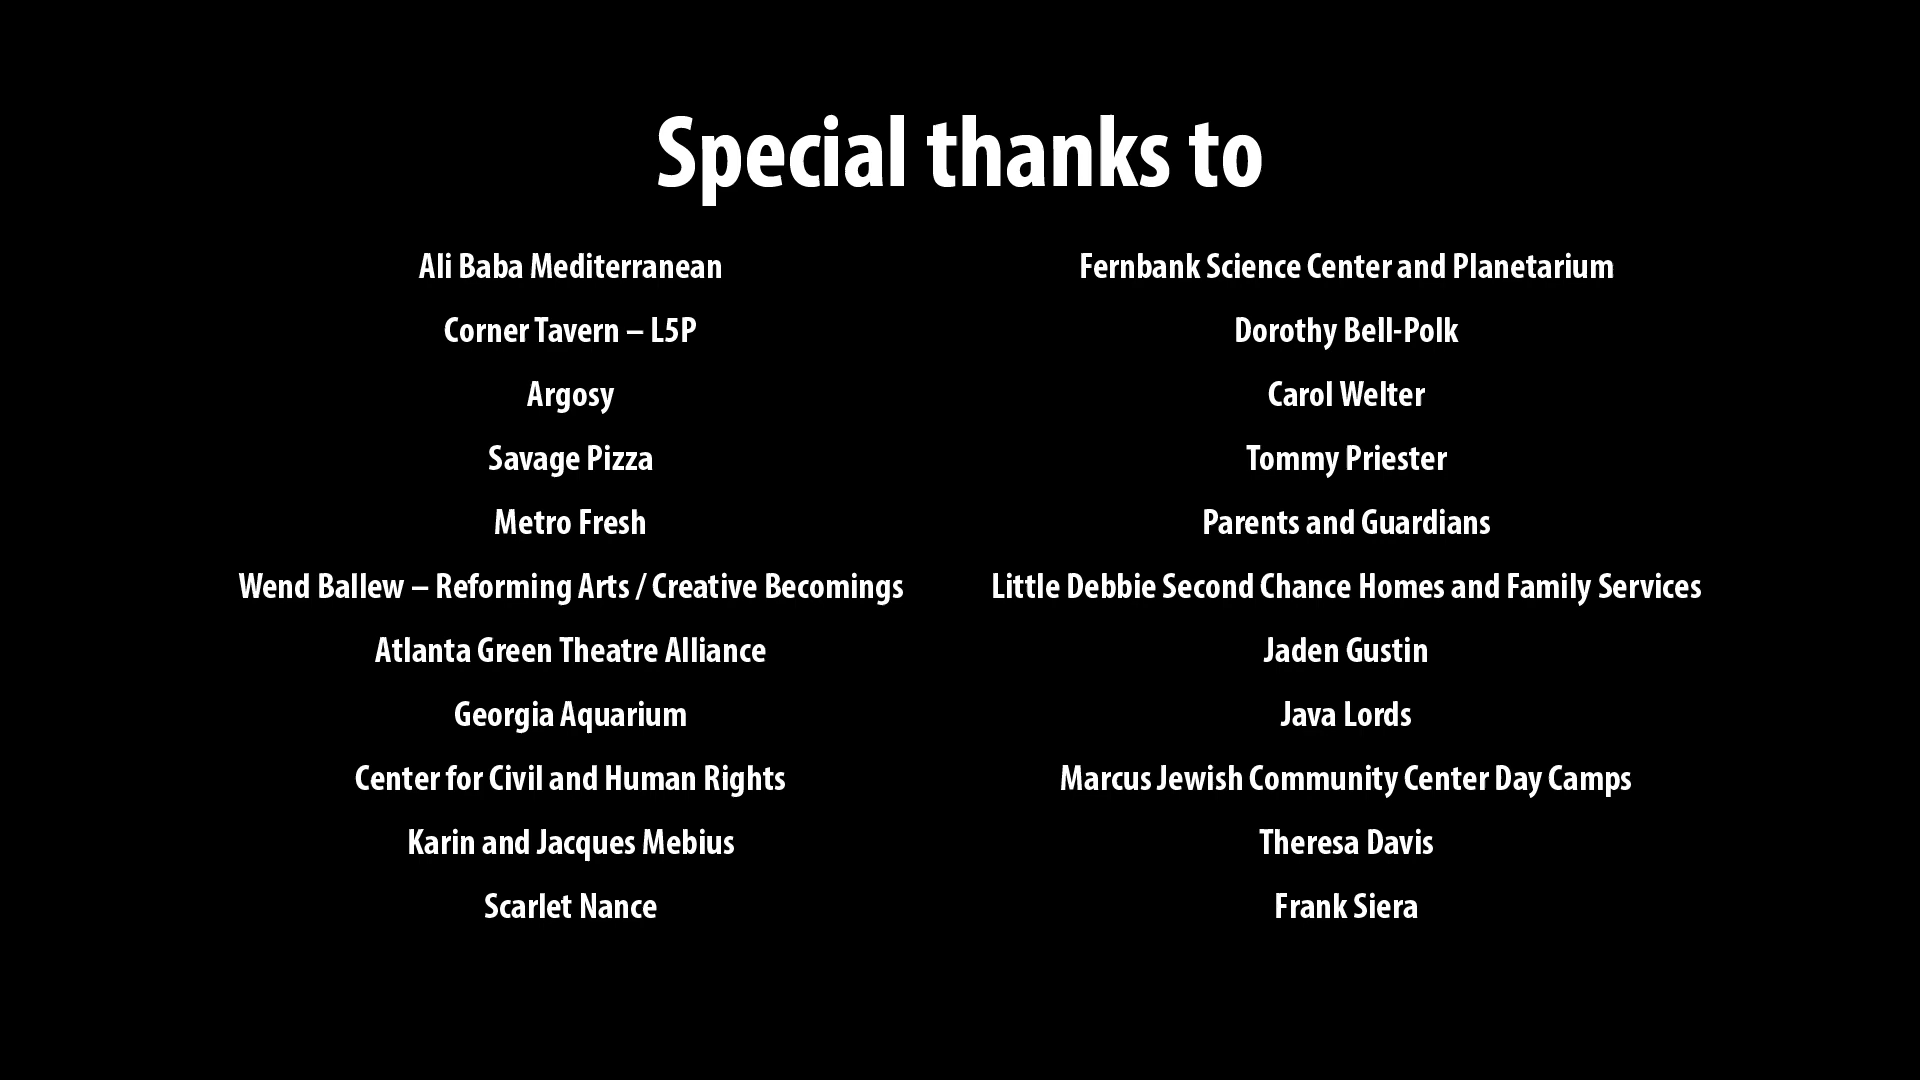 Special thanks to
Ali Baba Mediterranean
Corner Tavern – L5P
Argosy
Savage Pizza
Metro Fresh
Wend Ballew – Reforming Arts / Creative Becomings
Atlanta Green Theatre Alliance
Georgia Aquarium
Center for Civil and Human Rights
Karin and Jacques Mebius
Scarlet Nance
Fernbank Science Center and Planetarium
Dorothy Bell-Polk
Carol Welter
Tommy Priester
Parents and Guardians
Little Debbie Second Chance Homes and Family Services
Jaden Gustin
Java Lords
Marcus Jewish Community Center Day Camps
Theresa Davis
Frank Siera